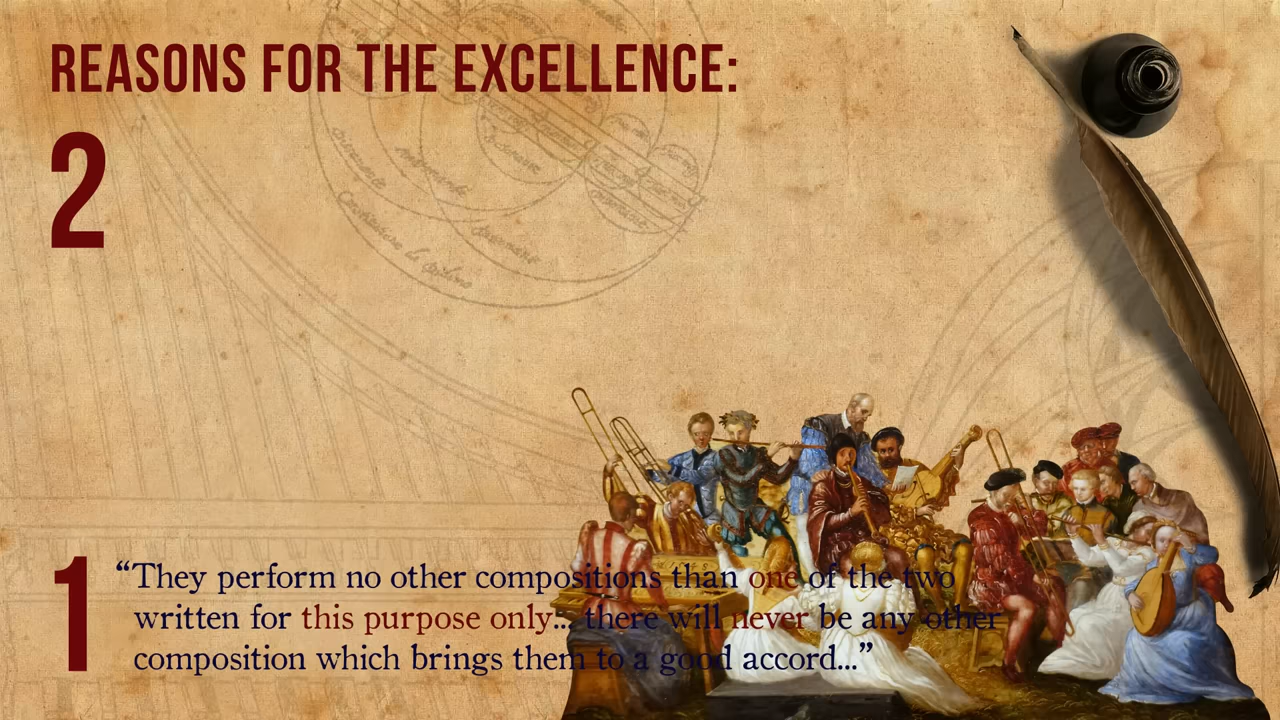 REASONS FOR THE EXCELLENCE:
2
1
“They perform no other compositions than one of the two
written for this purpose only... there will never be any other
composition which brings them to a good accord...”